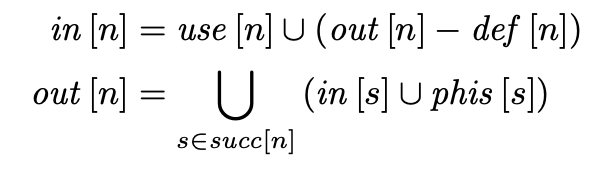 in [n] = use [n] ∪ (out [n] − def [n])
out [n] = ⋃ (in [s] ∪ phis [s])
s∈succ[n]